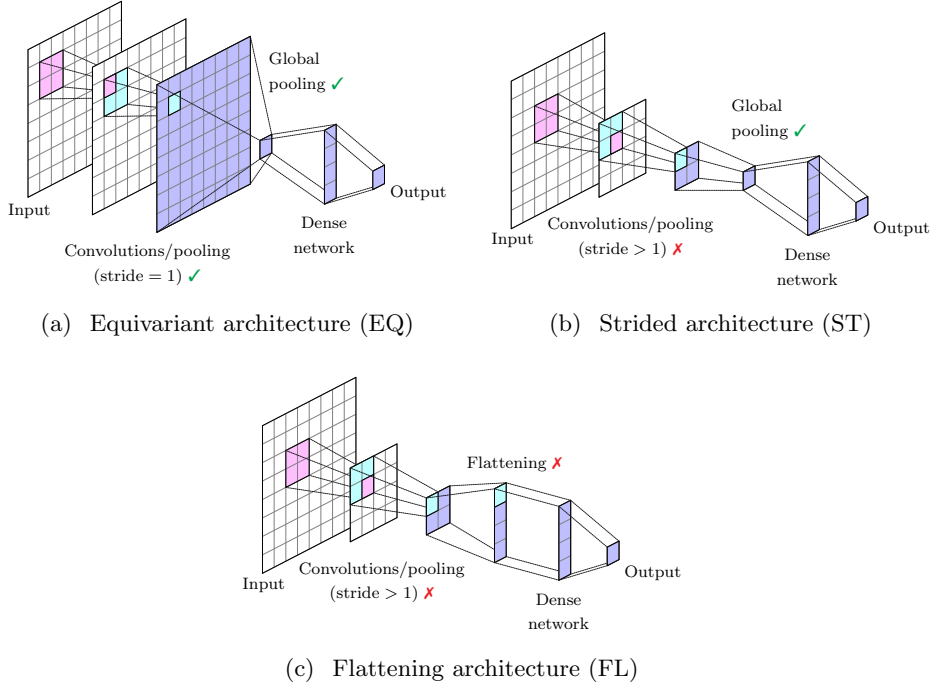 Global
pooling ✓
Input
Output
Dense
network
Convolutions/pooling
(stride = 1) ✓
(a) Equivariant architecture (EQ)
Global
pooling ✓
Input
Convolutions/pooling
(stride > 1) ✗
Output
Dense
network
(b) Strided architecture (ST)
Flattening ✗
Input
Convolutions/pooling
(stride > 1) ✗
Output
Dense
network
(c) Flattening architecture (FL)